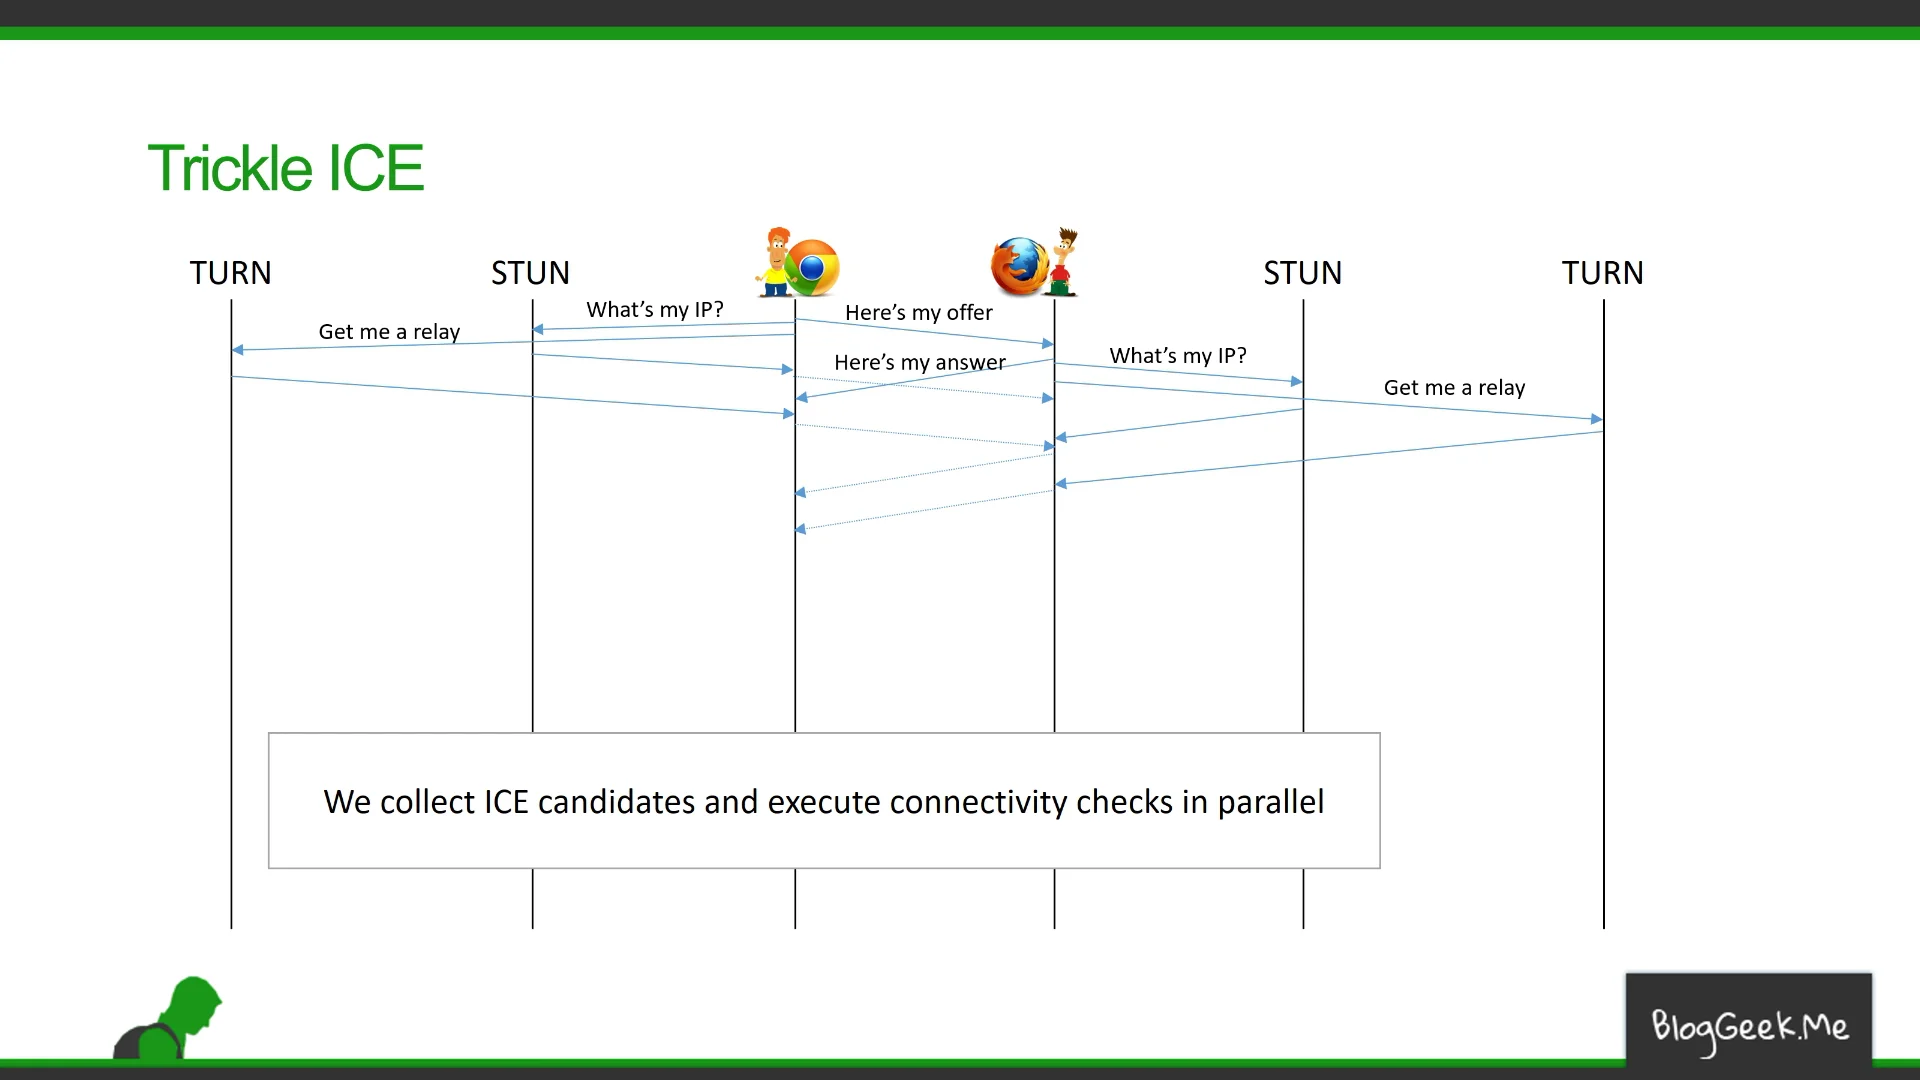 Trickle ICE
TURN
STUN
STUN
TURN
What's my IP?
Here's my offer
Get me a relay
Here's my answer
What's my IP?
Get me a relay
We collect ICE candidates and execute connectivity checks in parallel
BlogGeek.Me